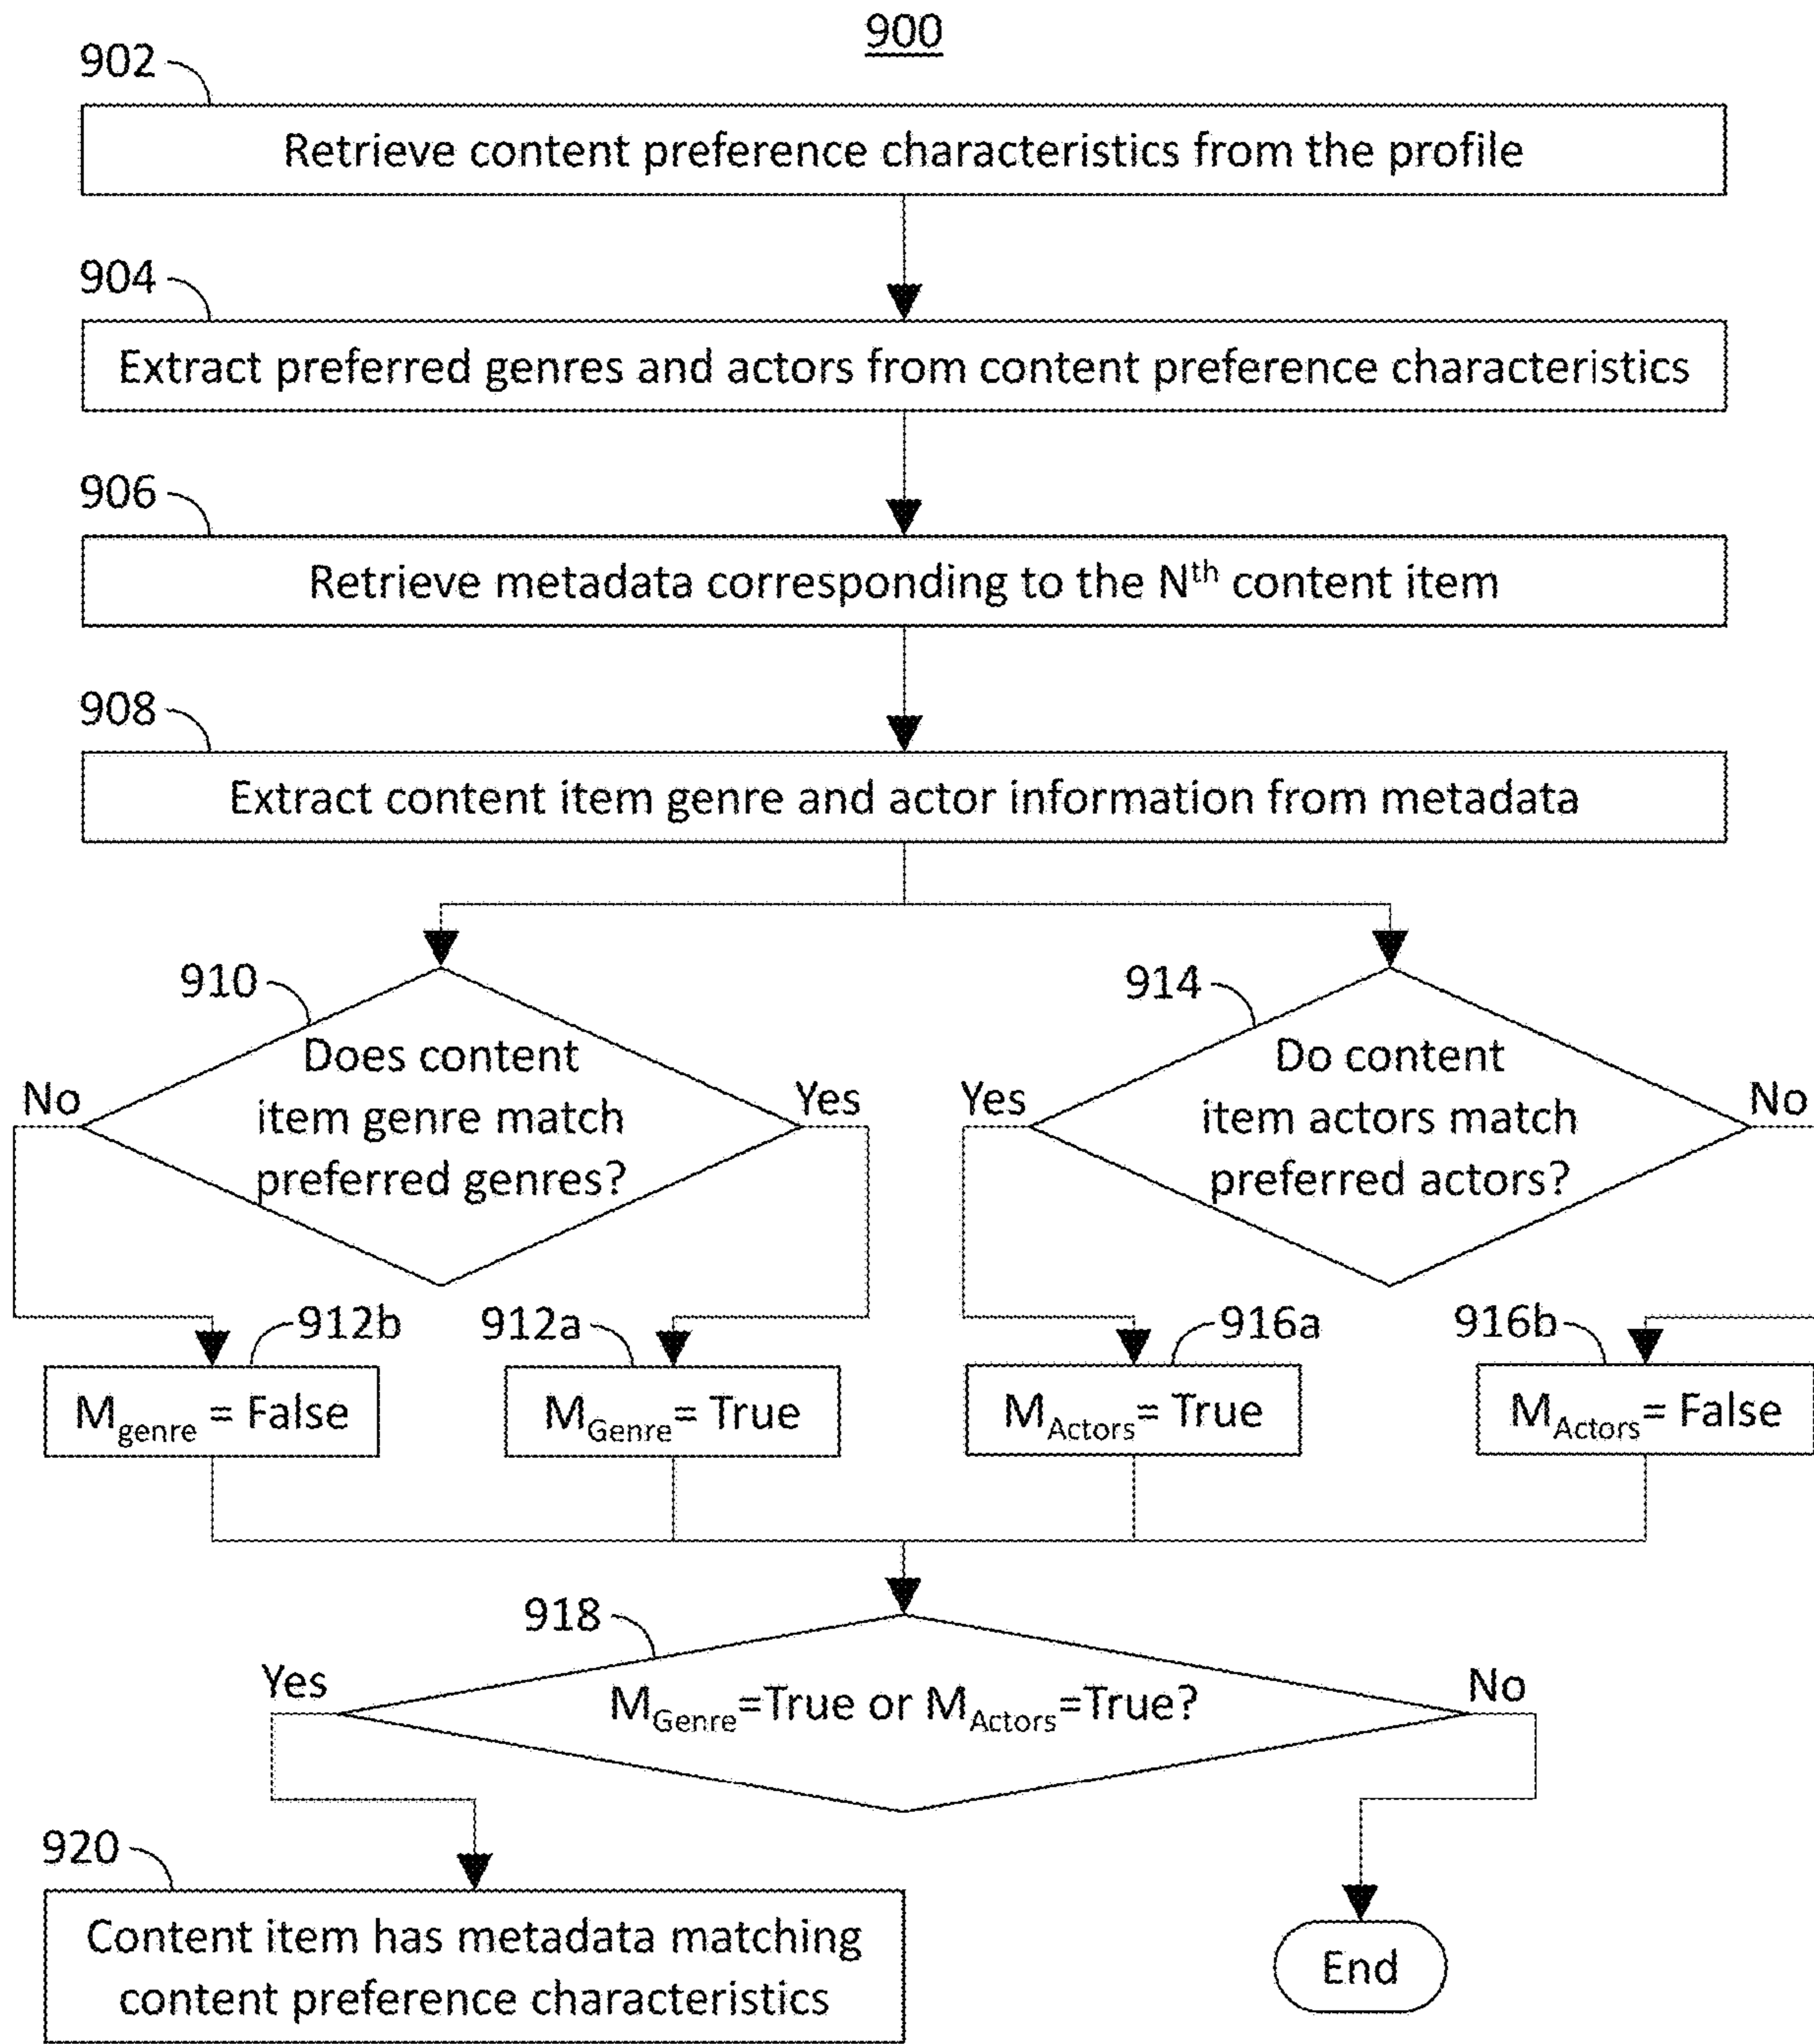 900
902
Retrieve content preference characteristics from the profile
904
Extract preferred genres and actors from content preference characteristics
906
Retrieve metadata corresponding to the Nth content item
908
Extract content item genre and actor information from metadata
910
Does content
item genre match
preferred genres?
No
Yes
914
Do content
item actors match
preferred actors?
Yes
No
912b
Mgenre = False
912a
MGenre= True
916a
MActors= True
916b
MActors= False
918
MGenre=True or MActors=True?
Yes
No
920
Content item has metadata matching
content preference characteristics
End